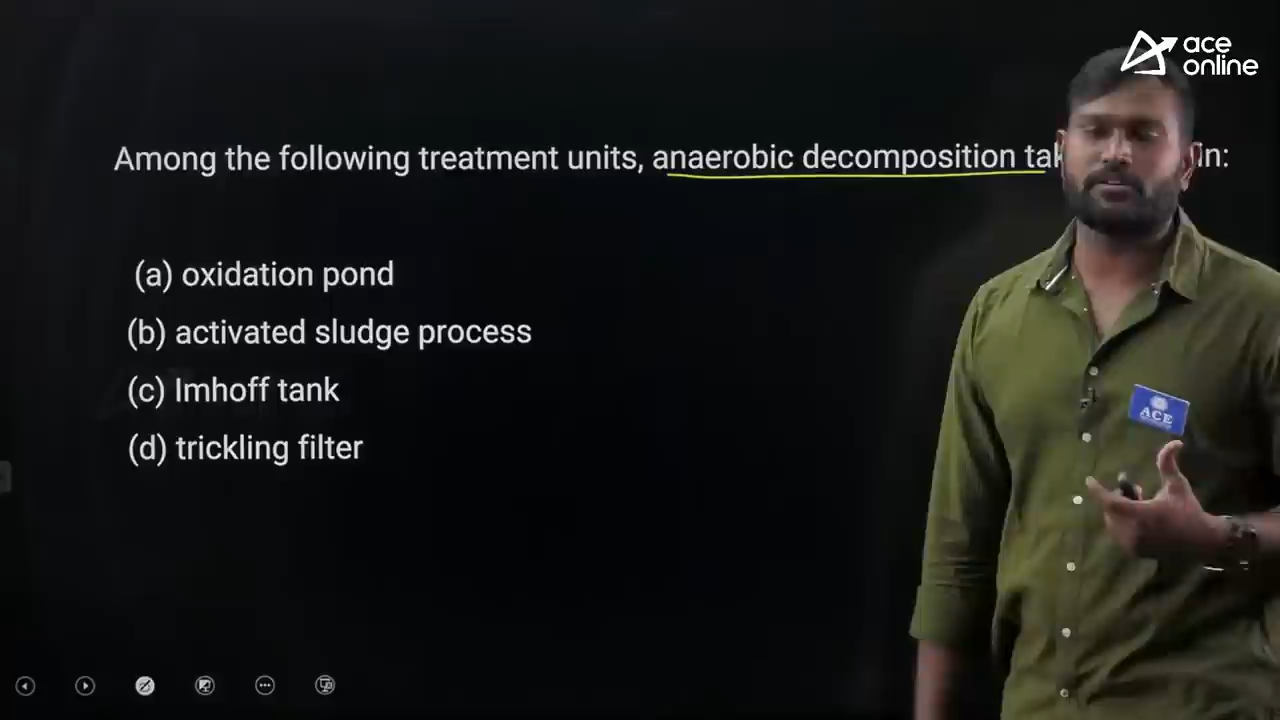 ace
online
Among the following treatment units, anaerobic decomposition in:
(a) oxidation pond
(b) activated sludge process
(c) Imhoff tank
(d) trickling filter
ACE